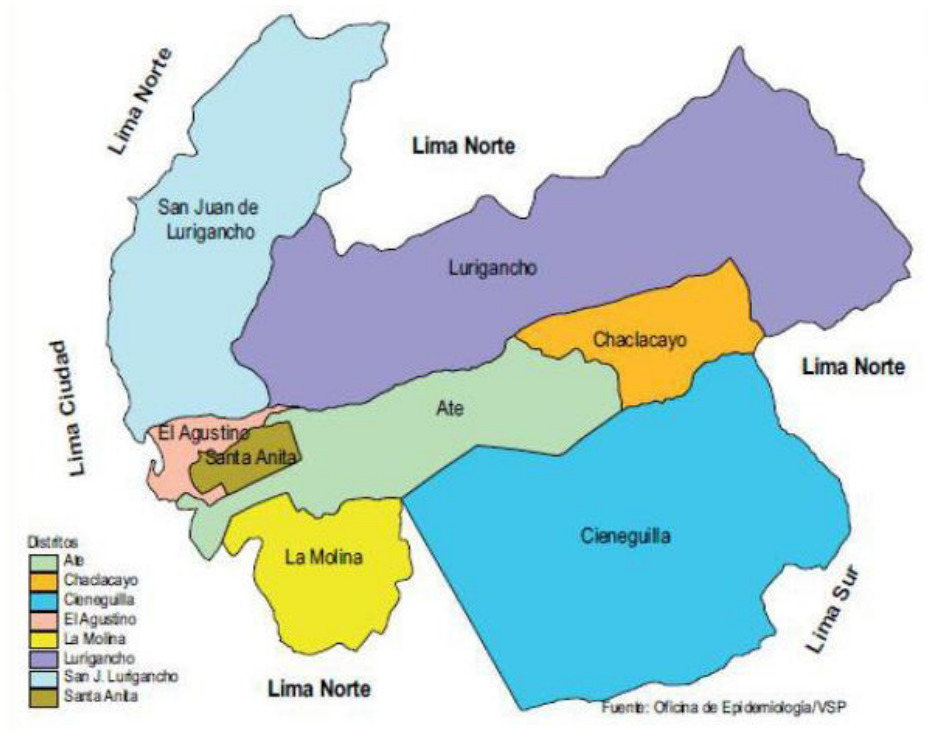 Lima Norte
Lima Norte
San Juan de
Lurigancho
Lurigancho
Chaclacayo
Lima Norte
Lima Ciudad
Ate
El Agustino
Santa Anita
Cieneguilla
La Molina
Lima Sur
Lima Norte
Distritos
Ate
Chaclacayo
Cieneguilla
El Agustino
La Molina
Lurigancho
San J. Lurigancho
Santa Anita
Fuente: Oficina de Epidemiología/VSP